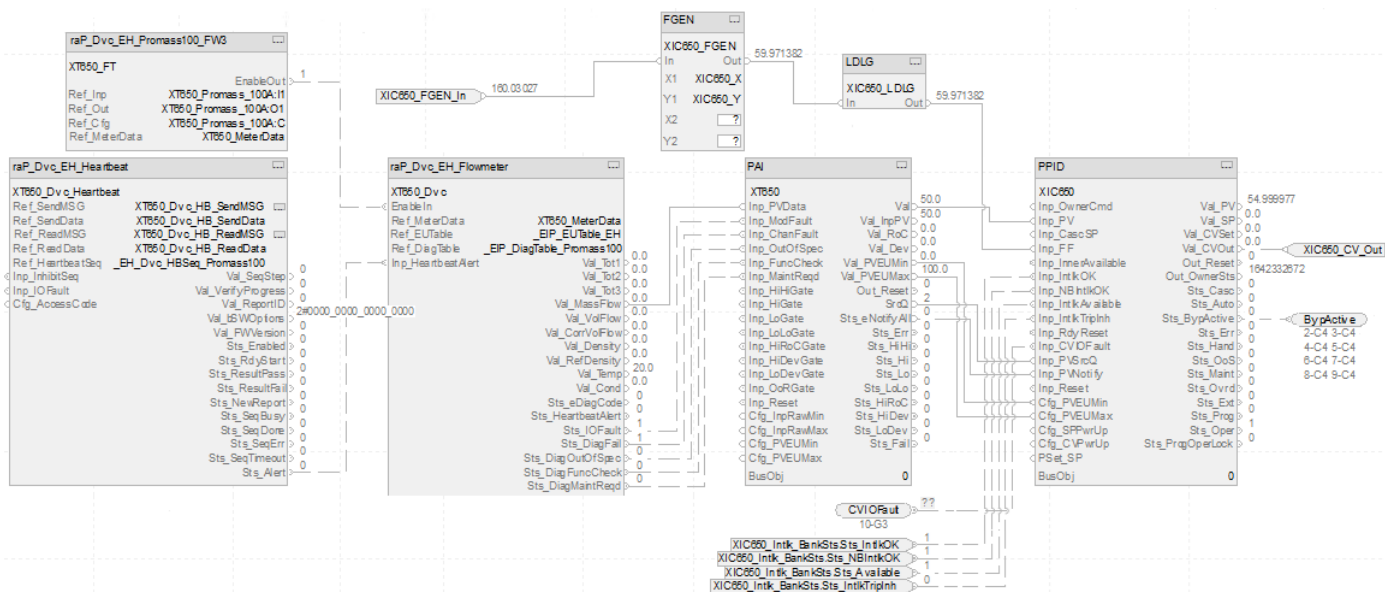 raP_Dvc_EH_Promass100_FW3
XT650_FT
EnableOut 1
Ref_Inp XT650_Promass_100A:I1
Ref_Out XT650_Promass_100A:O1
Ref_Cfg XT650_Promass_100A:C
Ref_MeterData XT650_MeterData
XIC650_FGEN_In 160.03027
FGEN
XIC650_FGEN
In Out 59.971382
X1 XIC650_X
Y1 XIC650_Y
X2 ?
Y2 ?
LDLG
XIC650_LDLG
In Out 59.971382
raP_Dvc_EH_Heartbeat
XT650_Dvc_Heartbeat
Ref_SendMSG XT650_Dvc_HB_SendMSG
Ref_SendData XT650_Dvc_HB_SendData
Ref_ReadMSG XT650_Dvc_HB_ReadMSG
Ref_ReadData XT650_Dvc_HB_ReadData
Ref_HeartbeatSeq _EH_Dvc_HBSeq_Promass100
Inp_InhibitSeq Val_SeqStep 0
Inp_IOFault Val_VerifyProgress 0
Cfg_AccessCode Val_ReportID 0
Val_bSWOptions 2#0000_0000_0000_0000
Val_FWVersion 0
Sts_Enabled 0
Sts_RdyStart 0
Sts_ResultPass 0
Sts_ResultFail 0
Sts_NewReport 0
Sts_SeqBusy 0
Sts_SeqDone 0
Sts_SeqErr 0
Sts_SeqTimeout 0
Sts_Alert 0
raP_Dvc_EH_Flowmeter
XT650_Dvc
EnableIn
Ref_MeterData XT650_MeterData
Ref_EUTable _EIP_EUTable_EH
Ref_DiagTable _EIP_DiagTable_Promass100
Inp_HeartbeatAlert Val_Tot1 0.0
Val_Tot2 0.0
Val_Tot3 0.0
Val_MassFlow 0.0
Val_VolFlow 0.0
Val_CorrVolFlow 0.0
Val_Density 0.0
Val_RefDensity 0.0
Val_Temp 20.0
Val_Cond 0.0
Sts_eDiagCode 0
Sts_HeartbeatAlert 0
Sts_IOFault 1
Sts_DiagFail 1
Sts_DiagOutOfSpec 0
Sts_DiagFuncCheck 0
Sts_DiagMaintReqd 0
PAI
XT650
Inp_PVData Val 50.0
Inp_ModFault Val_InpPV 50.0
Inp_ChanFault Val_RoC 0.0
Inp_OutOfSpec Val_Dev 0.0
Inp_FuncCheck Val_PVEUMin 0.0
Inp_MaintReqd Val_PVEUMax 100.0
Inp_HiHiGate Out_Reset 0
Inp_HiGate SrcQ 2
Inp_LoGate Sts_eNotifyAll 0
Inp_LoLoGate Sts_Err 0
Inp_HiRoCGate Sts_HiHi 0
Inp_HiDevGate Sts_Hi 0
Inp_LoDevGate Sts_Lo 0
Inp_OoRGate Sts_LoLo 0
Inp_Reset Sts_HiRoC 0
Cfg_InpRawMin Sts_HiDev 0
Cfg_InpRawMax Sts_LoDev 0
Cfg_PVEUMin Sts_Fail 0
Cfg_PVEUMax
BusObj 0
PPID
XIC650
Inp_OwnerCmd Val_PV 54.999977
Inp_PV Val_SP 0.0
Inp_CascSP Val_CVSet 0.0
Inp_FF Val_CVOut 0.0
Inp_InnerAvailable Out_Reset 0
Inp_IntlkOK Out_OwnerSts 1642332672
Inp_NBIntlkOK Sts_Casc 0
Inp_IntlkAvailable Sts_Auto 0
Inp_IntlkTripInh Sts_BypActive 0
Inp_RdyReset Sts_Err 0
Inp_CVIOFault Sts_Hand 0
Inp_PVSrcQ Sts_OoS 0
Inp_PVNotify Sts_Maint 0
Inp_Reset Sts_Ovrd 0
Cfg_PVEUMin Sts_Ext 0
Cfg_PVEUMax Sts_Prog 0
Cfg_SPPwrUp Sts_Oper 1
Cfg_CVPwrUp Sts_ProgOperLock 0
PSet_SP
BusObj 0
XIC650_CV_Out
BypActive
2-C4 3-C4
4-C4 5-C4
6-C4 7-C4
8-C4 9-C4
CVIOFault ??
10-G3
XIC650_Intlk_BankSts.Sts_IntlkOK 1
XIC650_Intlk_BankSts.Sts_NBIntlkOK 1
XIC650_Intlk_BankSts.Sts_Available 1
XIC650_Intlk_BankSts.Sts_IntlkTripInh 0